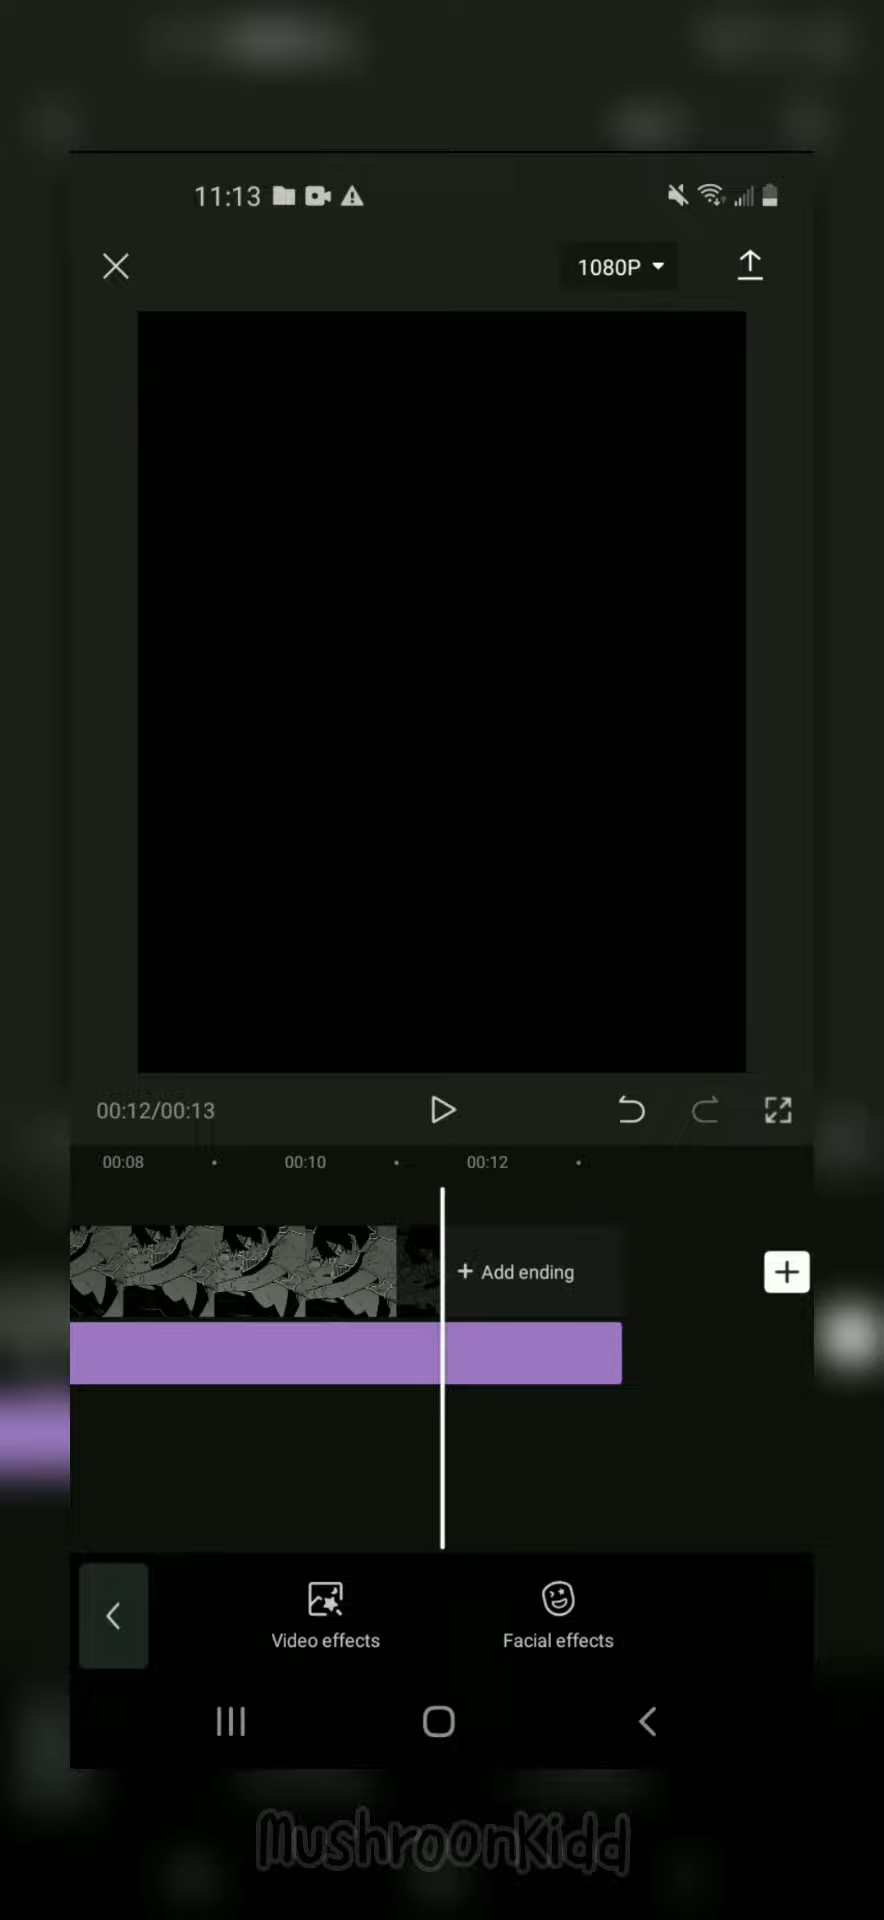 11:13
1080P
00:12/00:13
00:08
00:10
00:12
+ Add ending
Video effects
Facial effects
MushroonKidd